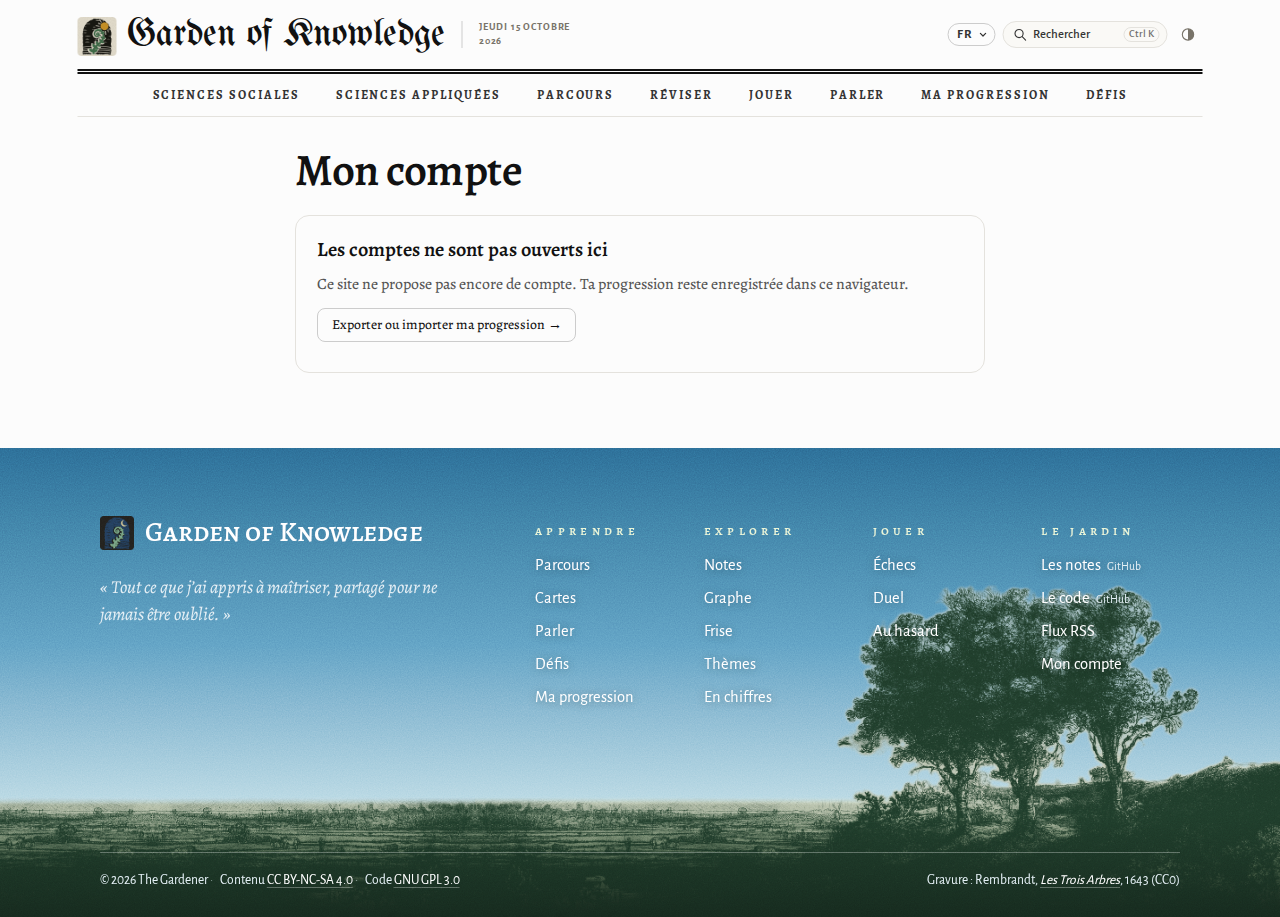 Garden of Knowledge
JEUDI 15 OCTOBRE
2026
FR
Rechercher
Ctrl K
SCIENCES SOCIALES
SCIENCES APPLIQUÉES
PARCOURS
RÉVISER
JOUER
PARLER
MA PROGRESSION
DÉFIS
Mon compte
Les comptes ne sont pas ouverts ici
Ce site ne propose pas encore de compte. Ta progression reste enregistrée dans ce navigateur.
Exporter ou importer ma progression →
Garden of Knowledge
« Tout ce que j'ai appris à maîtriser, partagé pour ne
jamais être oublié. »
APPRENDRE
Parcours
Cartes
Parler
Défis
Ma progression
EXPLORER
Notes
Graphe
Frise
Thèmes
En chiffres
JOUER
Échecs
Duel
Au hasard
LE JARDIN
Les notes GitHub
Le code GitHub
Flux RSS
Mon compte
© 2026 The Gardener · Contenu CC BY-NC-SA 4.0 · Code GNU GPL 3.0
Gravure : Rembrandt, Les Trois Arbres, 1643 (CC0)